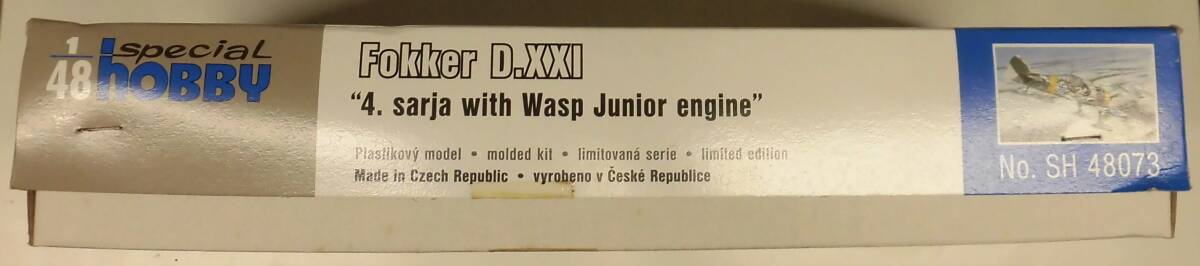 1/48 special hobby
Fokker D.XXI
"4. sarja with Wasp Junior engine"
Plastikový model • molded kit • limitovaná serie • limited edition
Made in Czech Republic • vyrobeno v České Republice
No. SH 48073